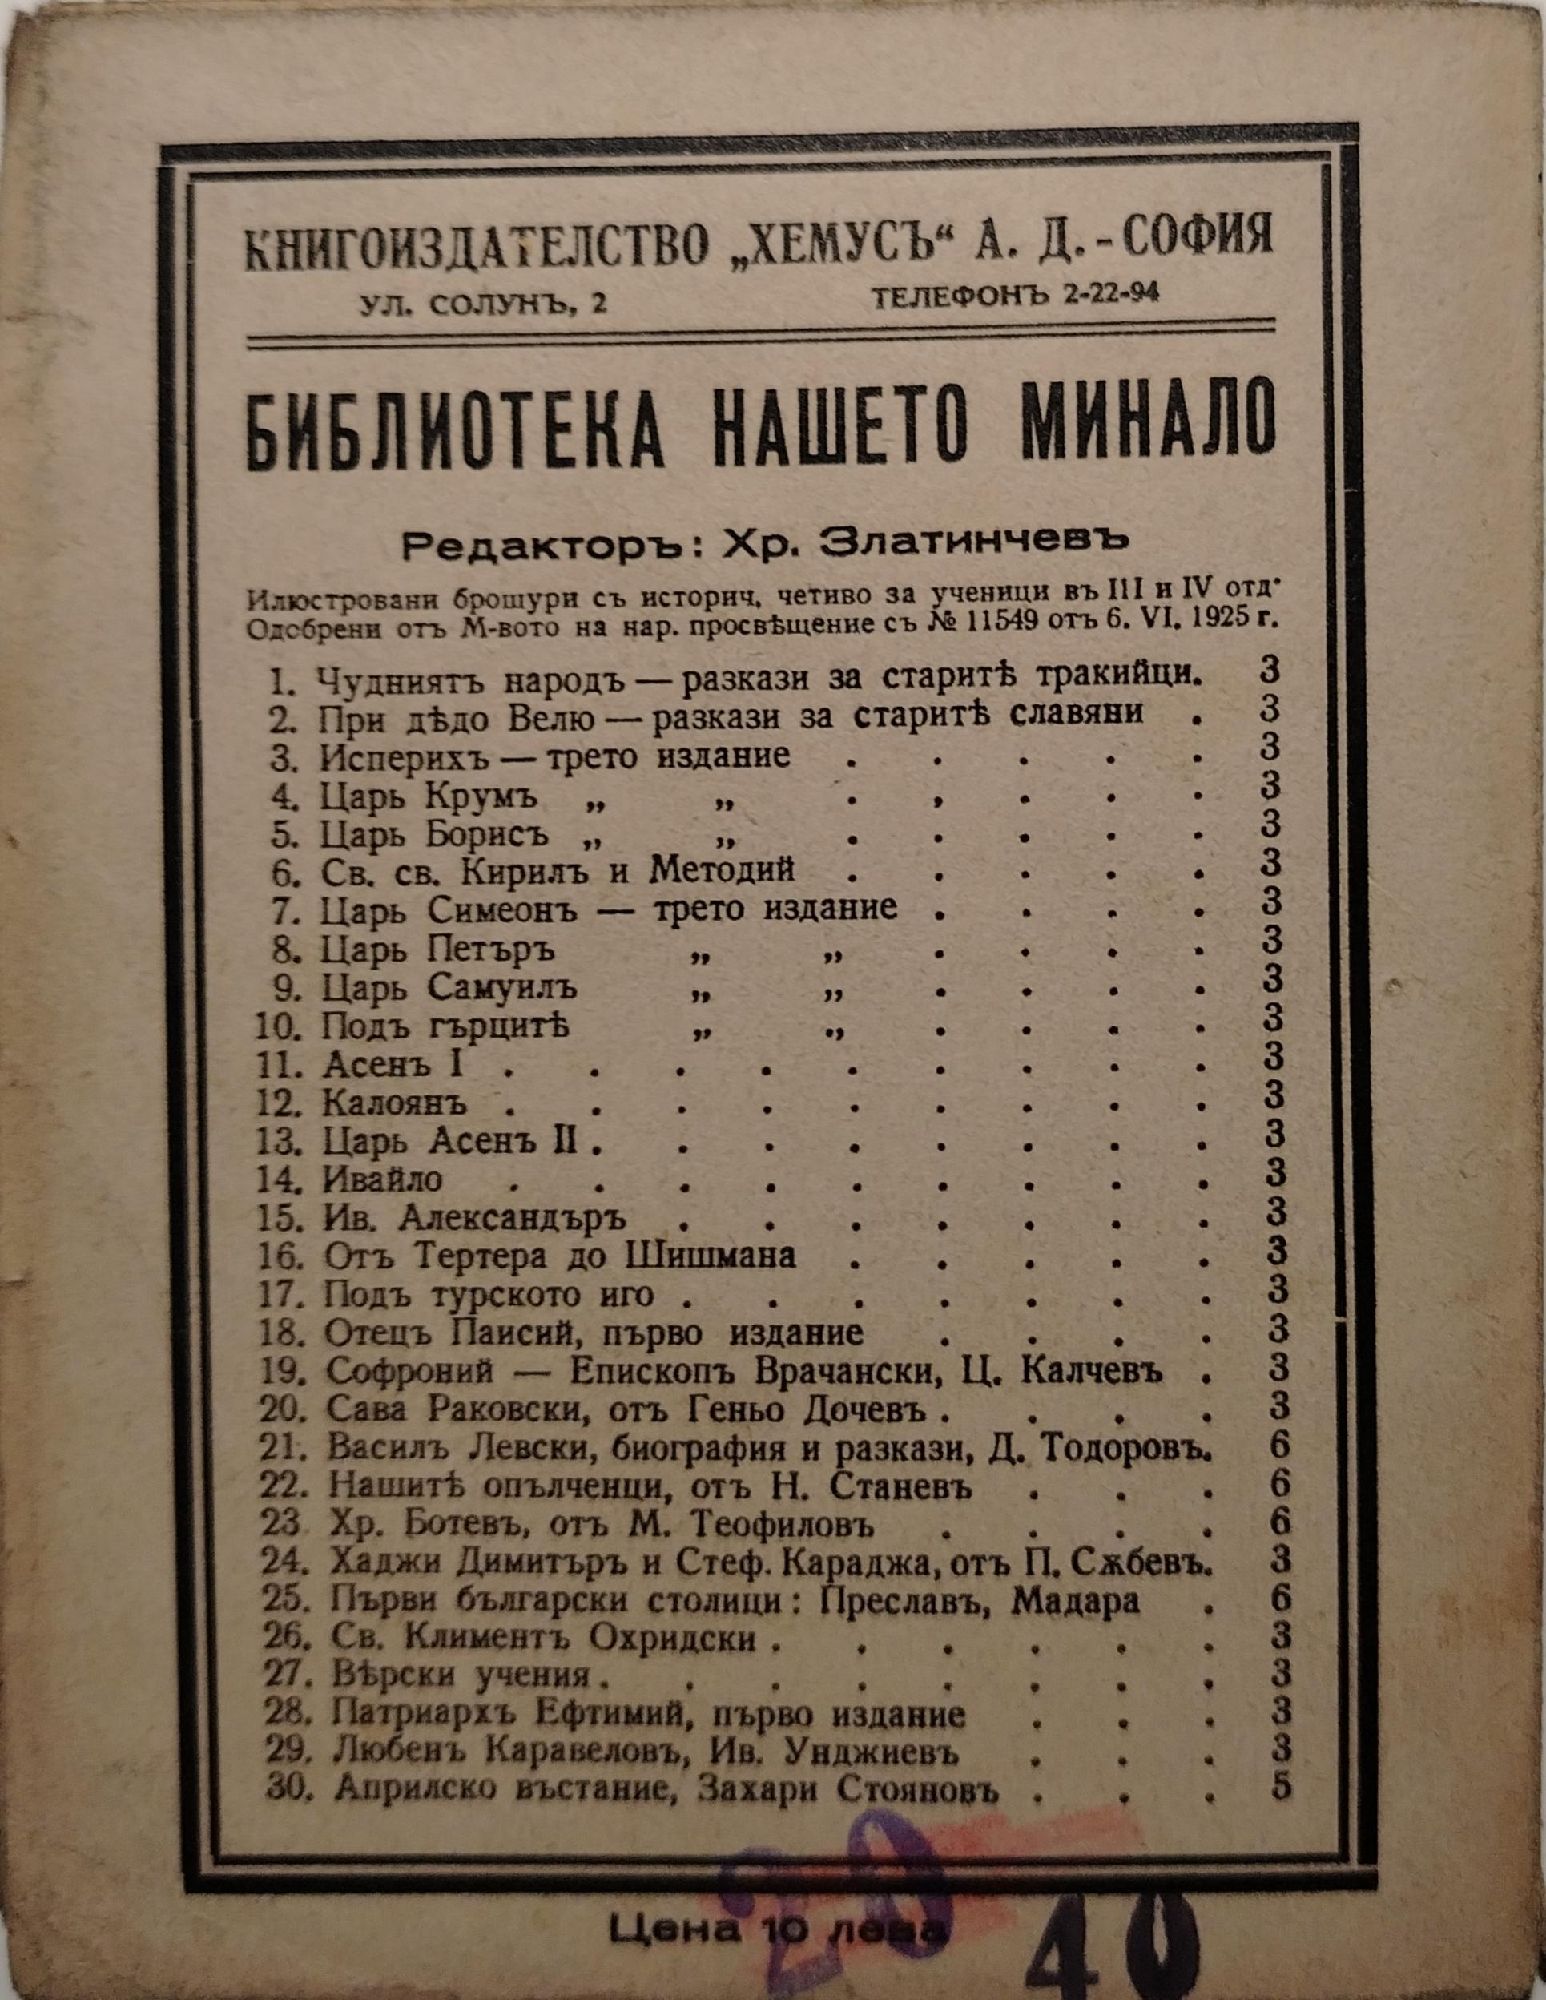 КНИГОИЗДАТЕЛСТВО „ХЕМУСЪ“ А. Д. - СОФИЯ
УЛ. СОЛУНЪ, 2 ТЕЛЕФОНЪ 2-22-94
БИБЛИОТЕКА НАШЕТО МИНАЛО
Редакторъ: Хр. Златинчевъ
Илюстровани брошури съ историч. четиво за ученици въ III и IV отд·
Одобрени отъ М-вото на нар. просвѣщение съ № 11549 отъ 6. VI. 1925 г.
1. Чудниятъ народъ — разкази за старитѣ тракийци. 3
2. При дѣдо Велю — разкази за старитѣ славяни . 3
3. Исперихъ — трето издание . . . . . 3
4. Царь Крумъ „ „ . . . . . 3
5. Царь Борисъ „ „ . . . . . 3
6. Св. св. Кирилъ и Методий . . . . . 3
7. Царь Симеонъ — трето издание . . . . 3
8. Царь Петъръ „ „ . . . . 3
9. Царь Самуилъ „ „ . . . . 3
10. Подъ гърцитѣ „ „ . . . . 3
11. Асенъ I . . . . . . . . . 3
12. Калоянъ . . . . . . . . . 3
13. Царь Асенъ II . . . . . . . . 3
14. Ивайло . . . . . . . . . 3
15. Ив. Александъръ . . . . . . . 3
16. Отъ Тертера до Шишмана . . . . . 3
17. Подъ турското иго . . . . . . . 3
18. Отецъ Паисий, първо издание . . . . 3
19. Софроний — Епископъ Врачански, Ц. Калчевъ . 3
20. Сава Раковски, отъ Геньо Дочевъ . . . . 3
21. Василъ Левски, биография и разкази, Д. Тодоровъ. 6
22. Нашитѣ опълченци, отъ Н. Станевъ . . . 6
23 Хр. Ботевъ, отъ М. Теофиловъ . . . . 6
24. Хаджи Димитъръ и Стеф. Караджа, отъ П. Сѫбевъ. 3
25. Първи български столици: Преславъ, Мадара . 6
26. Св. Климентъ Охридски . . . . . . 3
27. Вѣрски учения . . . . . . . . 3
28. Патриархъ Ефтимий, първо издание . . . 3
29. Любенъ Каравеловъ, Ив. Унджиевъ . . . 3
30. Априлско въстание, Захари Стояновъ . . . 5
20
Цена 10 лева
40